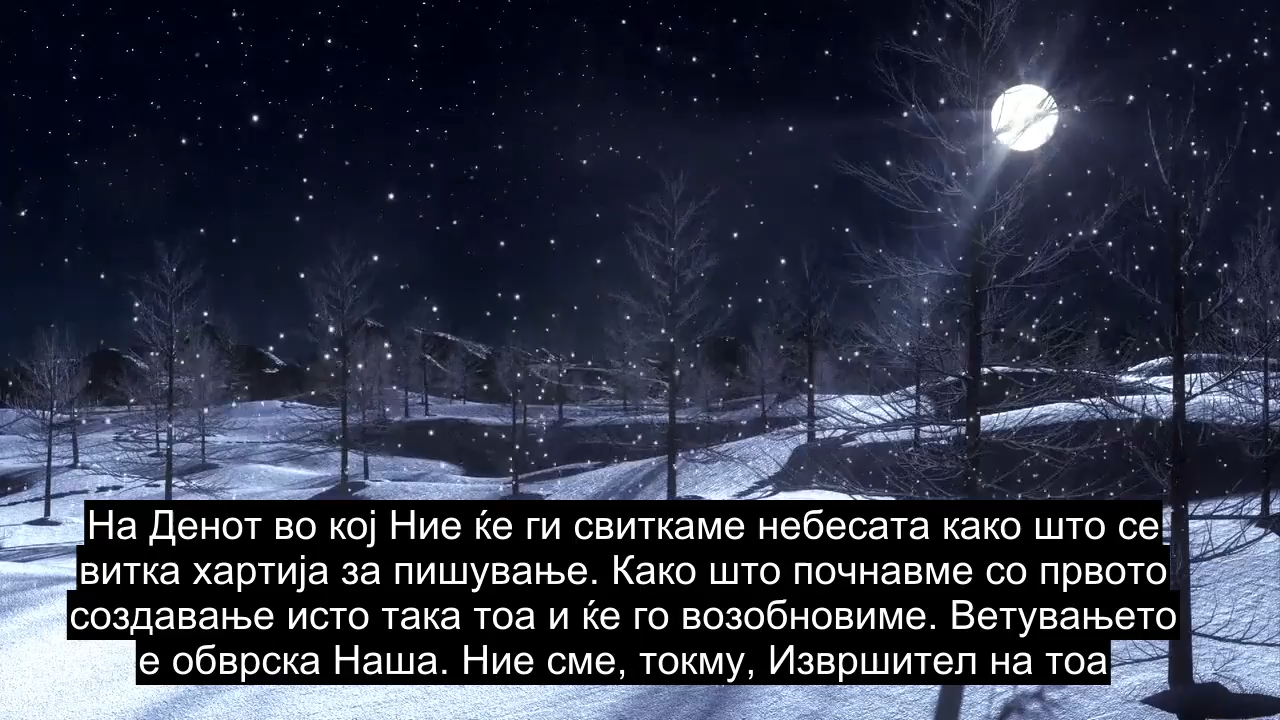 На Денот во кој Ние ќе ги свиткаме небесата како што се
витка хартија за пишување. Како што почнавме со првото
создавање исто така тоа и ќе го возобновиме. Ветувањето
е обврска Наша. Ние сме, токму, Извршител на тоа